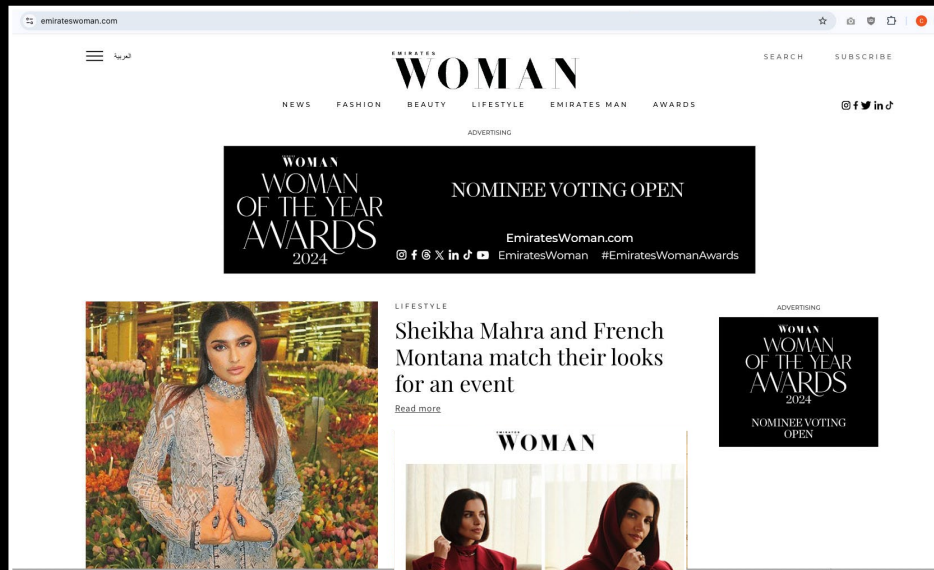 emirateswoman.com
العربية
EMIRATES
WOMAN
SEARCH SUBSCRIBE
NEWS FASHION BEAUTY LIFESTYLE EMIRATES MAN AWARDS
ADVERTISING
WOMAN
WOMAN
OF THE YEAR
AWARDS
2024
NOMINEE VOTING OPEN
EmiratesWoman.com
EmiratesWoman #EmiratesWomanAwards
LIFESTYLE
Sheikha Mahra and French
Montana match their looks
for an event
Read more
EMIRATES
WOMAN
ADVERTISING
WOMAN
WOMAN
OF THE YEAR
AWARDS
2024
NOMINEE VOTING
OPEN